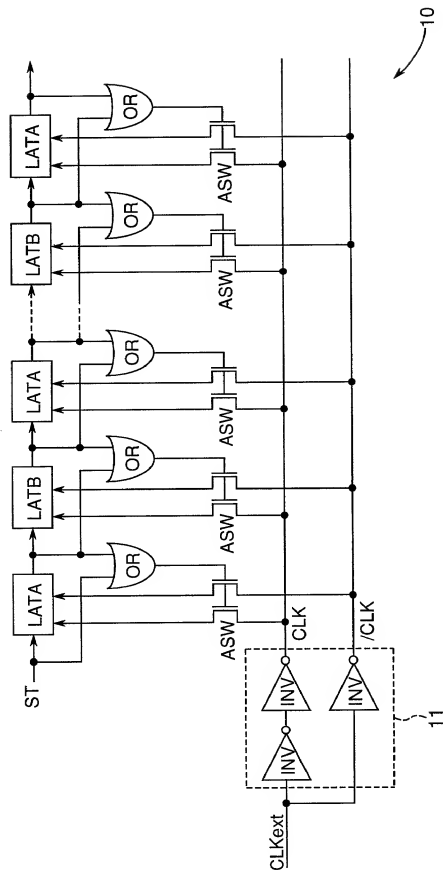 10
LATA
LATB
LATA
LATB
LATA
OR
OR
OR
OR
OR
ST
ASW
ASW
ASW
ASW
ASW
CLK
/CLK
INV
INV
INV
CLKext
11